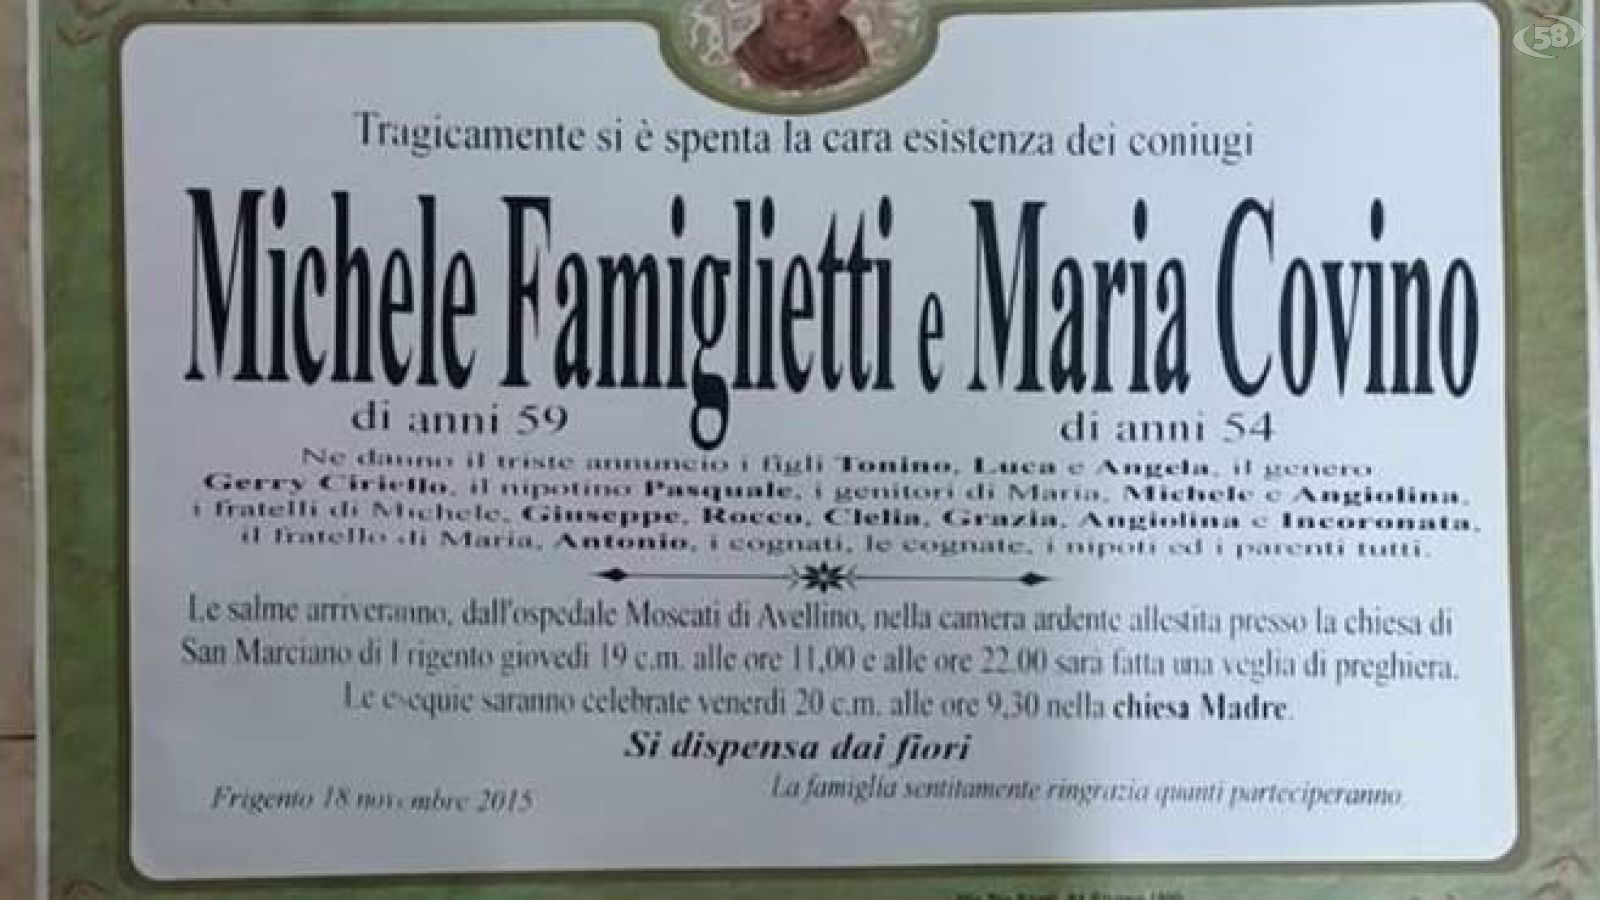 58
Tragicamente si è spenta la cara esistenza dei coniugi
Michele Famiglietti e Maria Covino
di anni 59 di anni 54
Ne danno il triste annuncio i figli Tonino, Luca e Angela, il genero
Gerry Ciriello, il nipotino Pasquale, i genitori di Maria, Michele e Angiolina,
i fratelli di Michele, Giuseppe, Rocco, Clelia, Grazia, Angiolina e Incoronata,
il fratello di Maria, Antonio, i cognati, le cognate, i nipoti ed i parenti tutti.
Le salme arriveranno, dall'ospedale Moscati di Avellino, nella camera ardente allestita presso la chiesa di
San Marciano di Frigento giovedì 19 c.m. alle ore 11,00 e alle ore 22.00 sarà fatta una veglia di preghiera.
Le esequie saranno celebrate venerdì 20 c.m. alle ore 9,30 nella chiesa Madre.
Si dispensa dai fiori
Frigento 18 novembre 2015 La famiglia sentitamente ringrazia quanti parteciperanno.